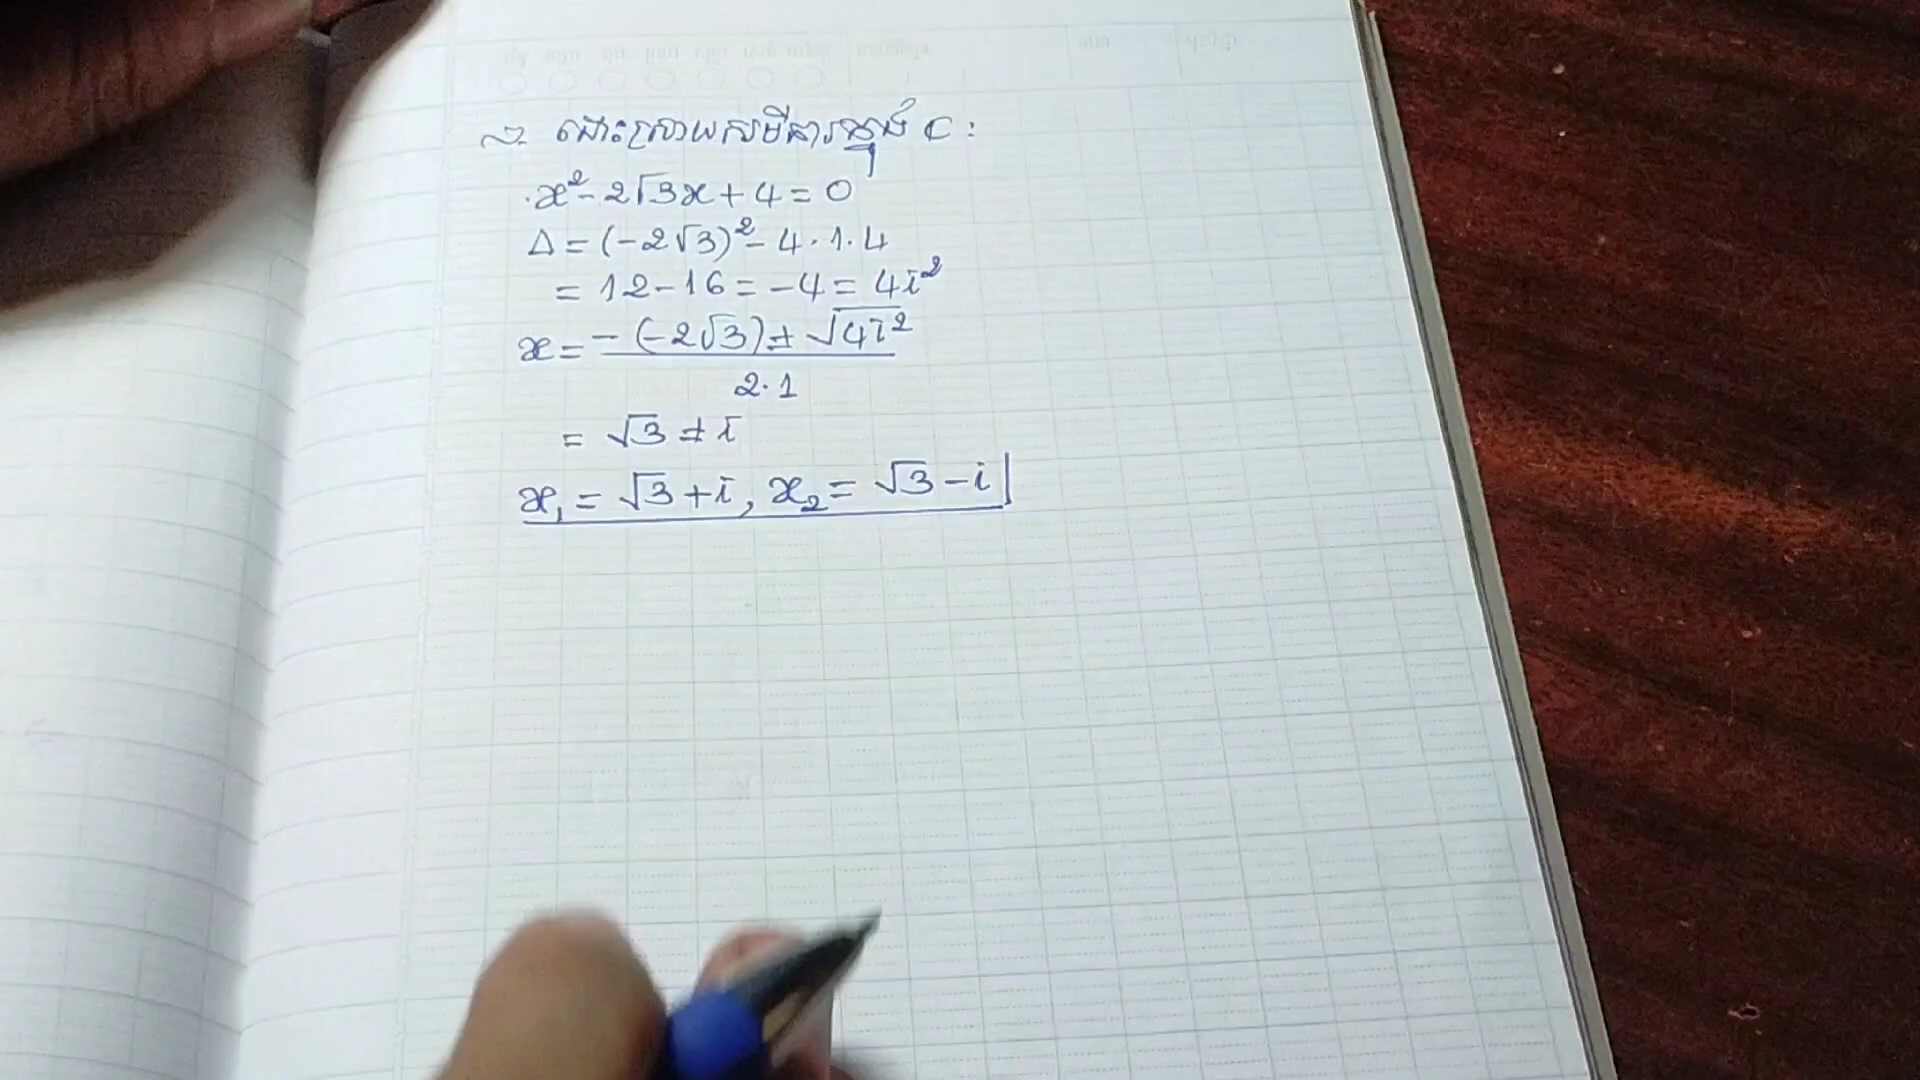 ២. ដោះស្រាយសមីការក្នុង C :
. x² - 2√3x + 4 = 0
Δ = (-2√3)² - 4 . 1 . 4
= 12 - 16 = -4 = 4i²
x = (-(-2√3) ± √4i²) / 2 . 1
= √3 ± i
x₁ = √3 + i, x₂ = √3 - i